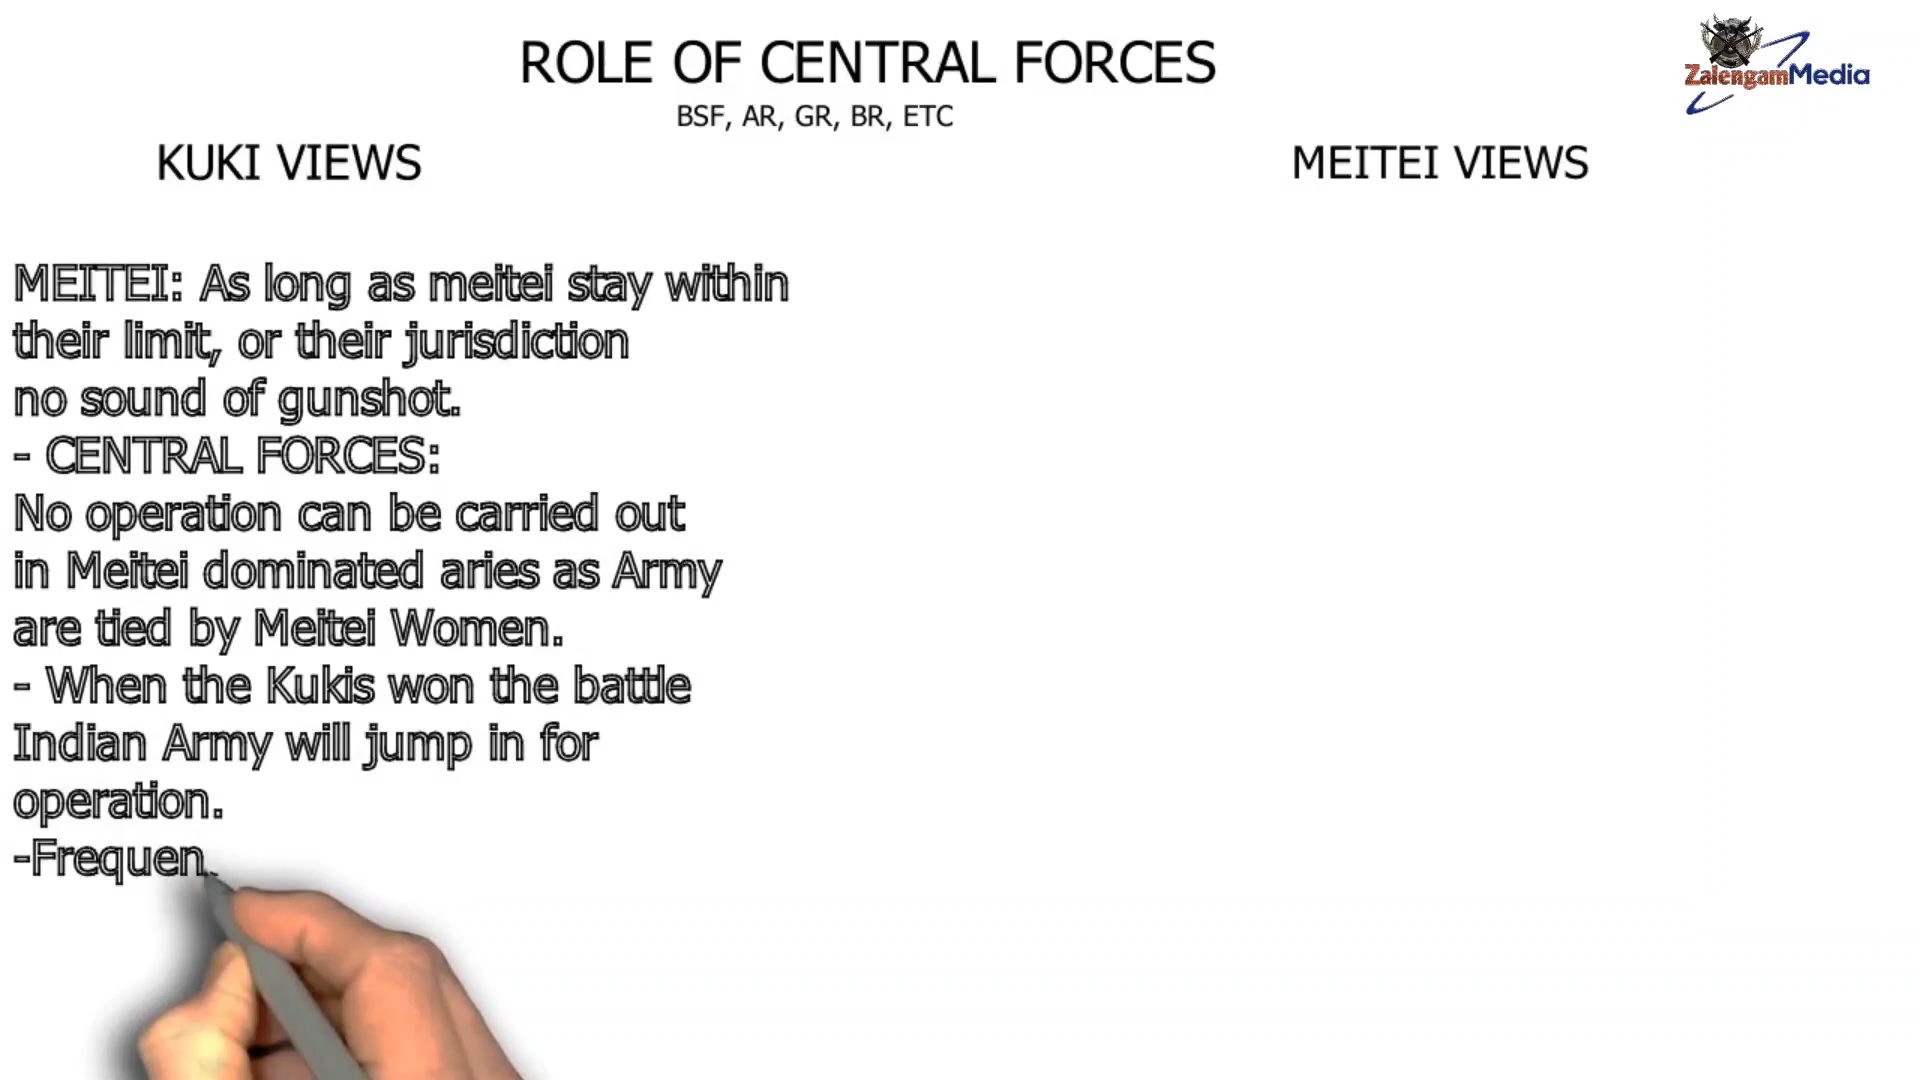 ROLE OF CENTRAL FORCES
BSF, AR, GR, BR, ETC
ZalengamMedia
KUKI VIEWS
MEITEI VIEWS
MEITEI: As long as meitei stay within
their limit, or their jurisdiction
no sound of gunshot.
- CENTRAL FORCES:
No operation can be carried out
in Meitei dominated aries as Army
are tied by Meitei Women.
- When the Kukis won the battle
Indian Army will jump in for
operation.
-Frequen